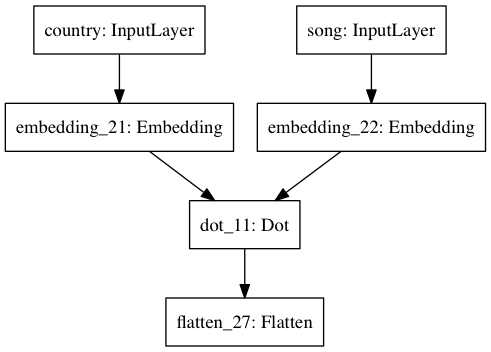 country: InputLayer
song: InputLayer
embedding_21: Embedding
embedding_22: Embedding
dot_11: Dot
flatten_27: Flatten